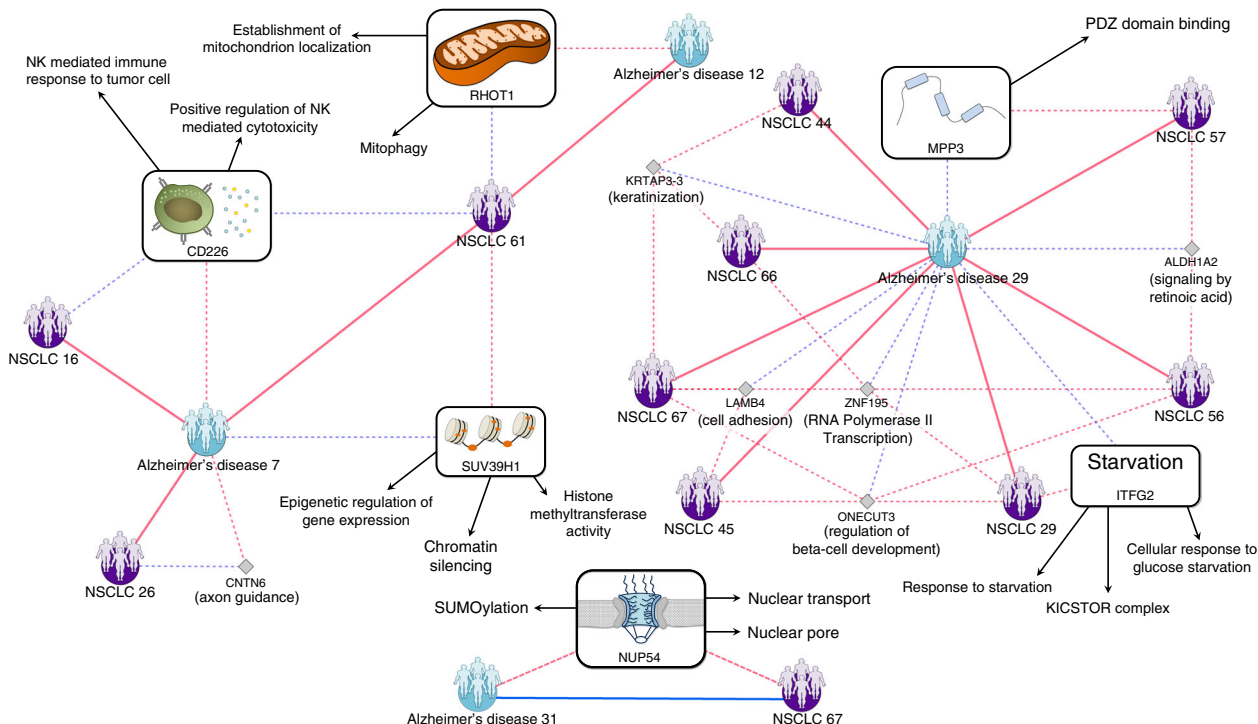 Establishment of
mitochondrion localization
RHOT1
Mitophagy
Alzheimer's disease 12
NK mediated immune
response to tumor cell
Positive regulation of NK
mediated cytotoxicity
CD226
NSCLC 61
NSCLC 16
Alzheimer's disease 7
NSCLC 26
CNTN6
(axon guidance)
SUV39H1
Epigenetic regulation of
gene expression
Chromatin
silencing
Histone
methyltransferase
activity
PDZ domain binding
MPP3
NSCLC 44
NSCLC 57
KRTAP3-3
(keratinization)
NSCLC 66
Alzheimer's disease 29
ALDH1A2
(signaling by
retinoic acid)
NSCLC 67
LAMB4
(cell adhesion)
ZNF195
(RNA Polymerase II
Transcription)
NSCLC 56
NSCLC 45
ONECUT3
(regulation of
beta-cell development)
NSCLC 29
Starvation
ITFG2
Response to starvation
KICSTOR complex
Cellular response to
glucose starvation
SUMOylation
NUP54
Nuclear transport
Nuclear pore
Alzheimer's disease 31
NSCLC 67